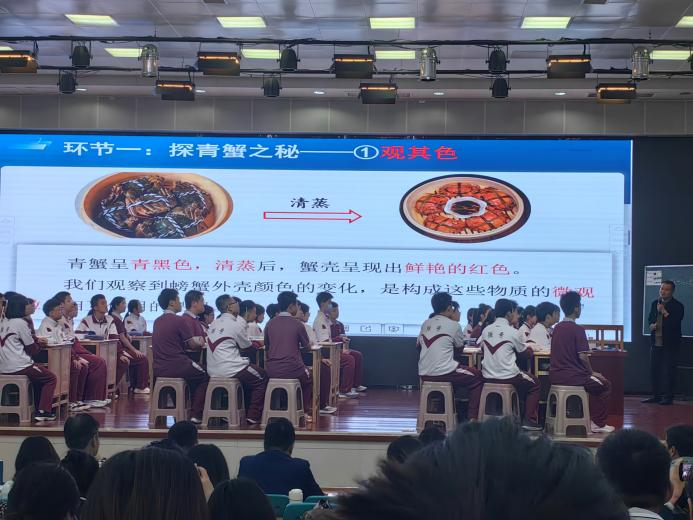 环节一：探青蟹之秘——①观其色
清蒸
青蟹呈青黑色，清蒸后，蟹壳呈现出鲜艳的红色。
我们观察到螃蟹外壳颜色的变化，是构成这些物质的微观